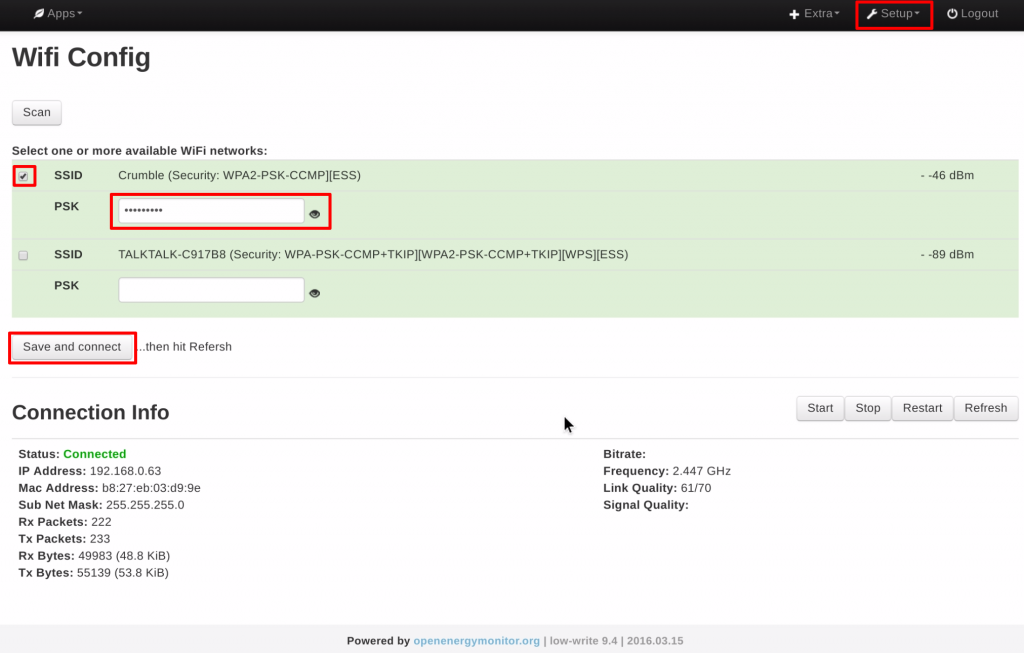 Apps Extra Setup Logout
Wifi Config
Scan
Select one or more available WiFi networks:
SSID Crumble (Security: WPA2-PSK-CCMP][ESS) - -46 dBm
PSK •••••••••
SSID TALKTALK-C917B8 (Security: WPA-PSK-CCMP+TKIP][WPA2-PSK-CCMP+TKIP][WPS][ESS) - -89 dBm
PSK
Save and connect ...then hit Refersh
Connection Info Start Stop Restart Refresh
Status: Connected
IP Address: 192.168.0.63
Mac Address: b8:27:eb:03:d9:9e
Sub Net Mask: 255.255.255.0
Rx Packets: 222
Tx Packets: 233
Rx Bytes: 49983 (48.8 KiB)
Tx Bytes: 55139 (53.8 KiB)
Bitrate:
Frequency: 2.447 GHz
Link Quality: 61/70
Signal Quality:
Powered by openenergymonitor.org | low-write 9.4 | 2016.03.15